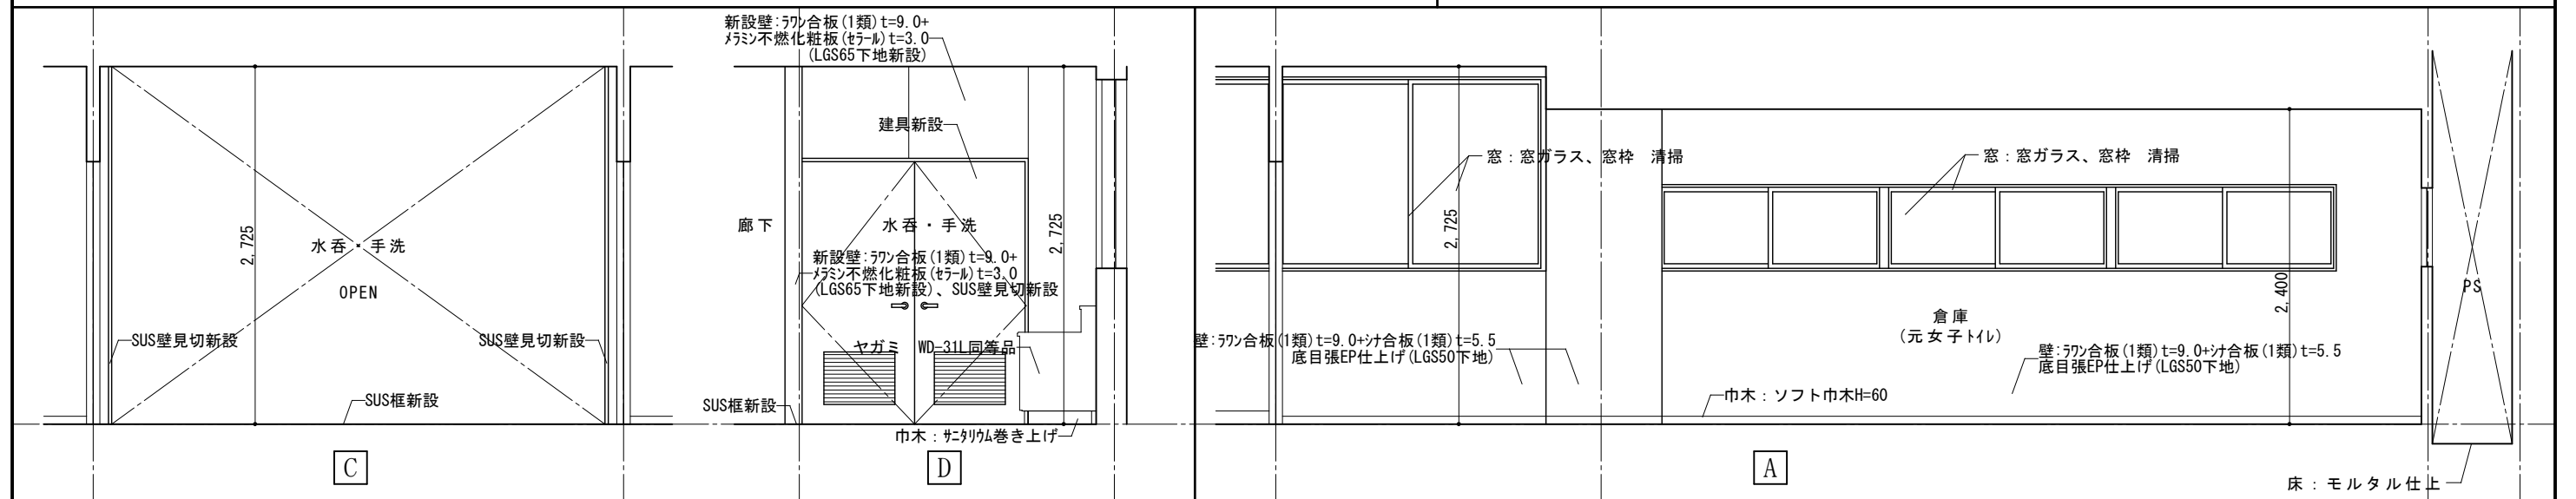 新設壁:ﾗﾜﾝ合板(1類)t=9.0+
ﾒﾗﾐﾝ不燃化粧板(ｾﾗｰﾙ)t=3.0
(LGS65下地新設)
建具新設
2,725
水呑・手洗
OPEN
SUS壁見切新設
SUS壁見切新設
SUS框新設
C
廊下
水呑・手洗
2,725
新設壁:ﾗﾜﾝ合板(1類)t=9.0+
ﾒﾗﾐﾝ不燃化粧板(ｾﾗｰﾙ)t=3.0
(LGS65下地新設)、SUS壁見切新設
ヤガミ　WD-31L同等品
SUS框新設
巾木：ｻﾆﾀﾘｳﾑ巻き上げ
D
窓：窓ガラス、窓枠　清掃
2,725
窓：窓ガラス、窓枠　清掃
2,400
PS
倉庫
(元女子ﾄｲﾚ)
壁:ﾗﾜﾝ合板(1類)t=9.0+ｼﾅ合板(1類)t=5.5
底目張EP仕上げ(LGS50下地)
壁:ﾗﾜﾝ合板(1類)t=9.0+ｼﾅ合板(1類)t=5.5
底目張EP仕上げ(LGS50下地)
巾木：ソフト巾木H=60
A
床：モルタル仕上